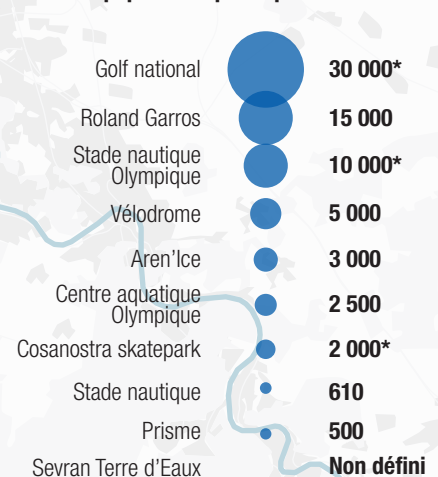 Golf national 30 000*
Roland Garros 15 000
Stade nautique
Olympique 10 000*
Vélodrome 5 000
Aren'Ice 3 000
Centre aquatique
Olympique 2 500
Cosanostra skatepark 2 000*
Stade nautique 610
Prisme 500
Sevran Terre d'Eaux Non défini